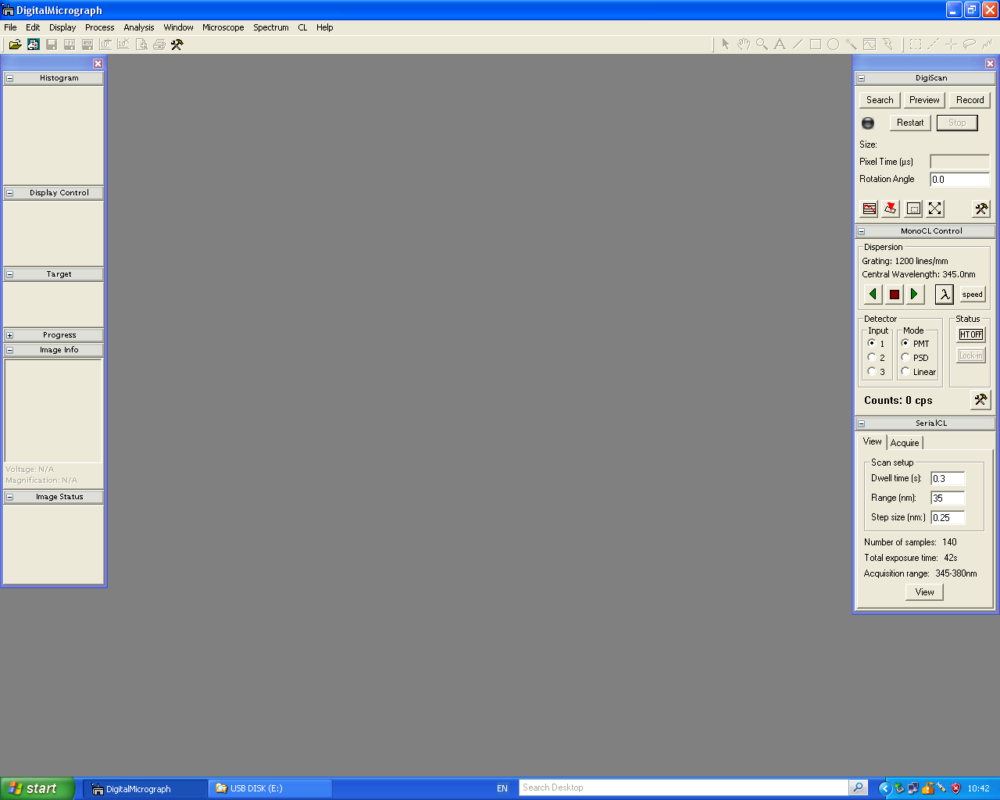 DigitalMicrograph
File Edit Display Process Analysis Window Microscope Spectrum CL Help
Histogram
Display Control
Target
Progress
Image Info
Voltage: N/A
Magnification: N/A
Image Status
DigiScan
Search Preview Record
Restart Stop
Size:
Pixel Time (µs)
Rotation Angle 0.0
MonoCL Control
Dispersion
Grating: 1200 lines/mm
Central Wavelength: 345.0nm
λ speed
Detector Status
Input Mode
HT OFF
1 PMT
Lock-in
2 PSD
3 Linear
Counts: 0 cps
SerialCL
View Acquire
Scan setup
Dwell time (s): 0.3
Range (nm): 35
Step size (nm:) 0.25
Number of samples: 140
Total exposure time: 42s
Acquisition range: 345-380nm
View
start DigitalMicrograph USB DISK (E:) EN Search Desktop 10:42